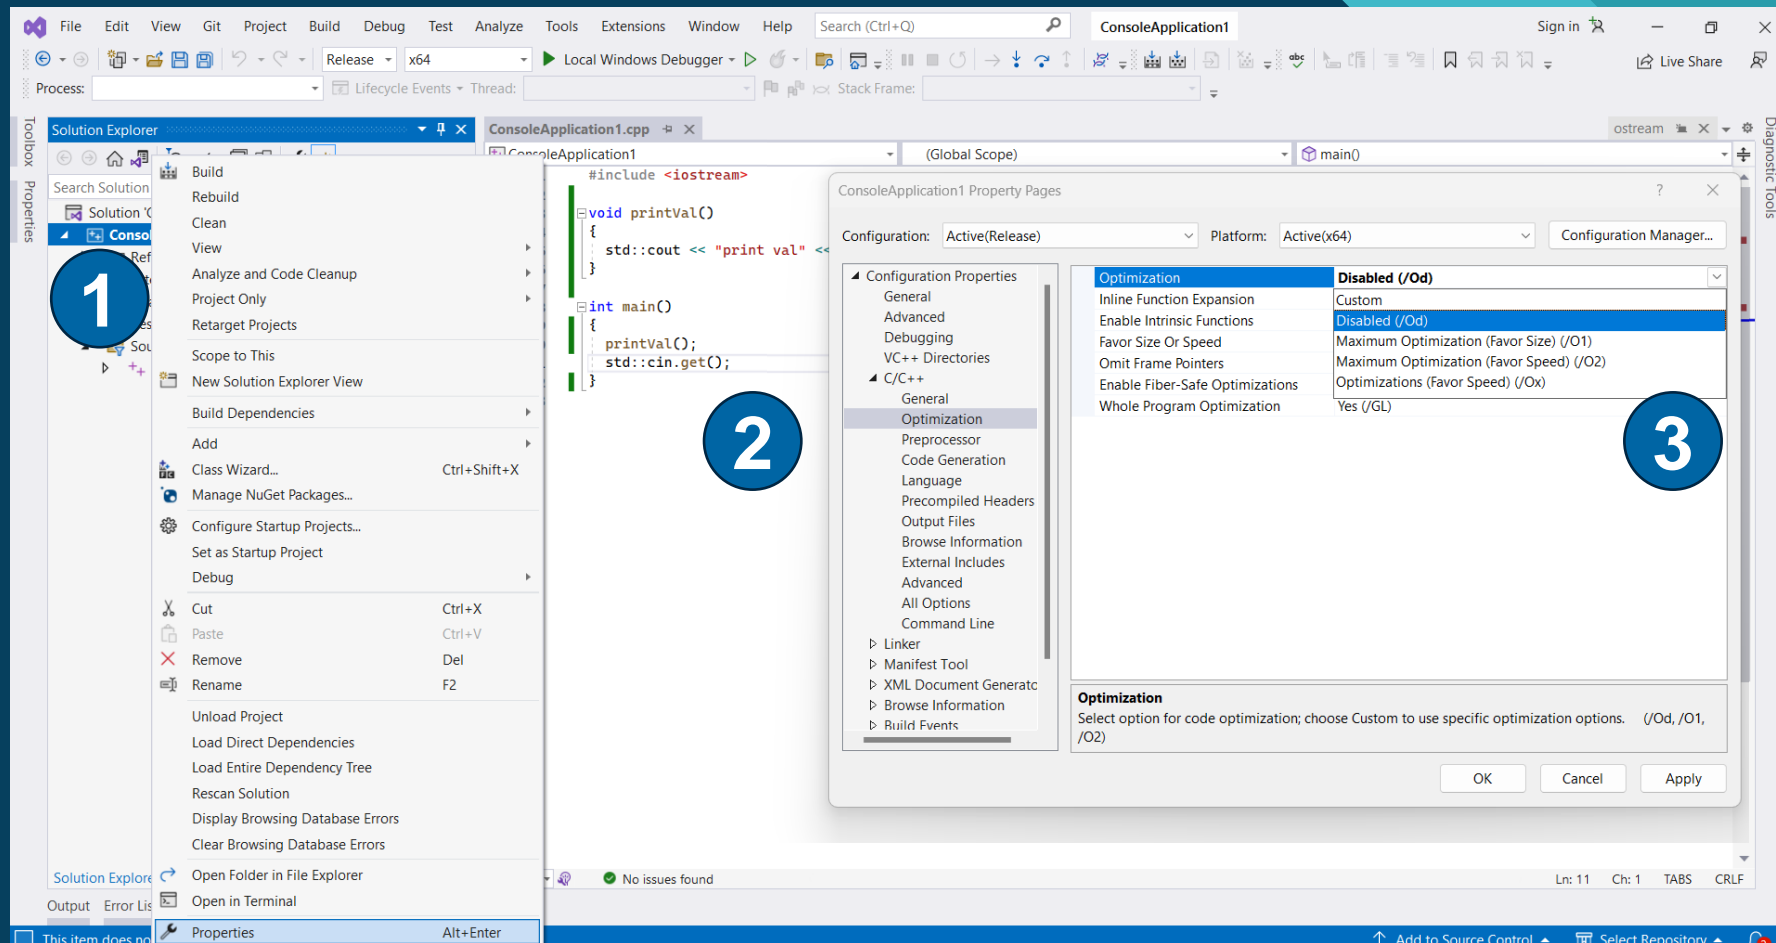 File Edit View Git Project Build Debug Test Analyze Tools Extensions Window Help Search (Ctrl+Q) ConsoleApplication1 Sign in
Release x64 Local Windows Debugger Live Share
Process: Lifecycle Events Thread: Stack Frame:
Toolbox
Properties
Solution Explorer
Search Solution
Solution
Ref
Sou
1
Build
Rebuild
Clean
View
Analyze and Code Cleanup
Project Only
Retarget Projects
Scope to This
New Solution Explorer View
Build Dependencies
Add
Class Wizard... Ctrl+Shift+X
Manage NuGet Packages...
Configure Startup Projects...
Set as Startup Project
Debug
Cut Ctrl+X
Paste Ctrl+V
Remove Del
Rename F2
Unload Project
Load Direct Dependencies
Load Entire Dependency Tree
Rescan Solution
Display Browsing Database Errors
Clear Browsing Database Errors
Open Folder in File Explorer
Open in Terminal
Properties Alt+Enter
Solution Explore
Output Error Lis
This item does no
ConsoleApplication1.cpp ostream
ConsoleApplication1 (Global Scope) main()
#include <iostream>
void printVal()
{
std::cout << "print val" <<
}
int main()
{
printVal();
std::cin.get();
}
2
ConsoleApplication1 Property Pages ?
Configuration: Active(Release) Platform: Active(x64) Configuration Manager...
Configuration Properties
General
Advanced
Debugging
VC++ Directories
C/C++
General
Optimization
Preprocessor
Code Generation
Language
Precompiled Headers
Output Files
Browse Information
External Includes
Advanced
All Options
Command Line
Linker
Manifest Tool
XML Document Generato
Browse Information
Build Events
Optimization Disabled (/Od)
Inline Function Expansion Custom
Enable Intrinsic Functions Disabled (/Od)
Favor Size Or Speed Maximum Optimization (Favor Size) (/O1)
Omit Frame Pointers Maximum Optimization (Favor Speed) (/O2)
Enable Fiber-Safe Optimizations Optimizations (Favor Speed) (/Ox)
Whole Program Optimization Yes (/GL)
3
Optimization
Select option for code optimization; choose Custom to use specific optimization options. (/Od, /O1,
/O2)
OK Cancel Apply
No issues found Ln: 11 Ch: 1 TABS CRLF
Add to Source Control Select Repository
Diagnostic Tools